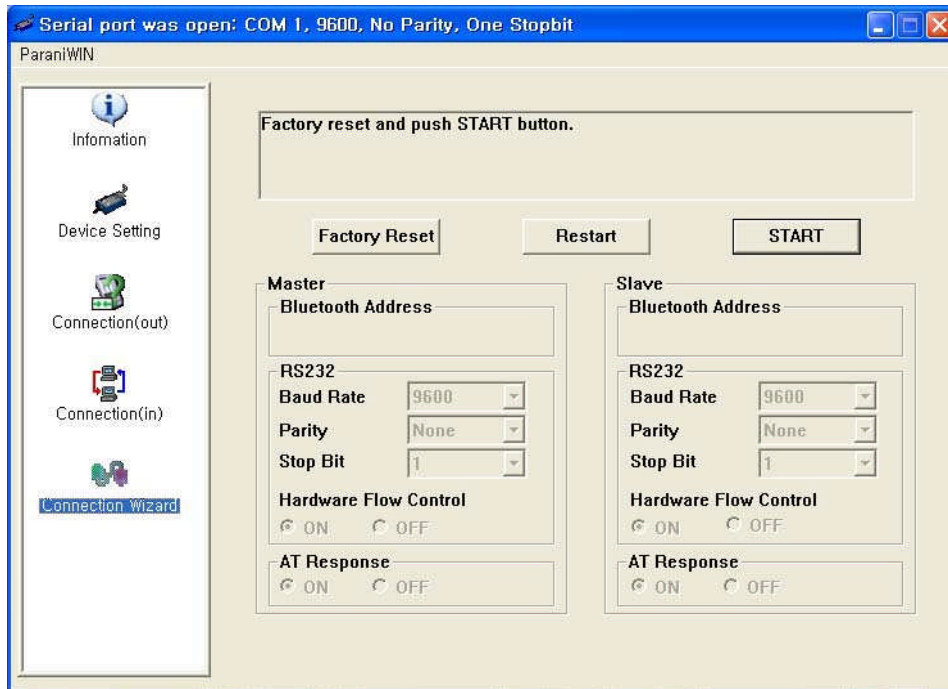 Serial port was open: COM 1, 9600, No Parity, One Stopbit
ParaniWIN
Infomation
Device Setting
Connection(out)
Connection(in)
Connection Wizard
Factory reset and push START button.
Factory Reset
Restart
START
Master
Bluetooth Address
RS232
Baud Rate 9600
Parity None
Stop Bit 1
Hardware Flow Control
ON OFF
AT Response
ON OFF
Slave
Bluetooth Address
RS232
Baud Rate 9600
Parity None
Stop Bit 1
Hardware Flow Control
ON OFF
AT Response
ON OFF